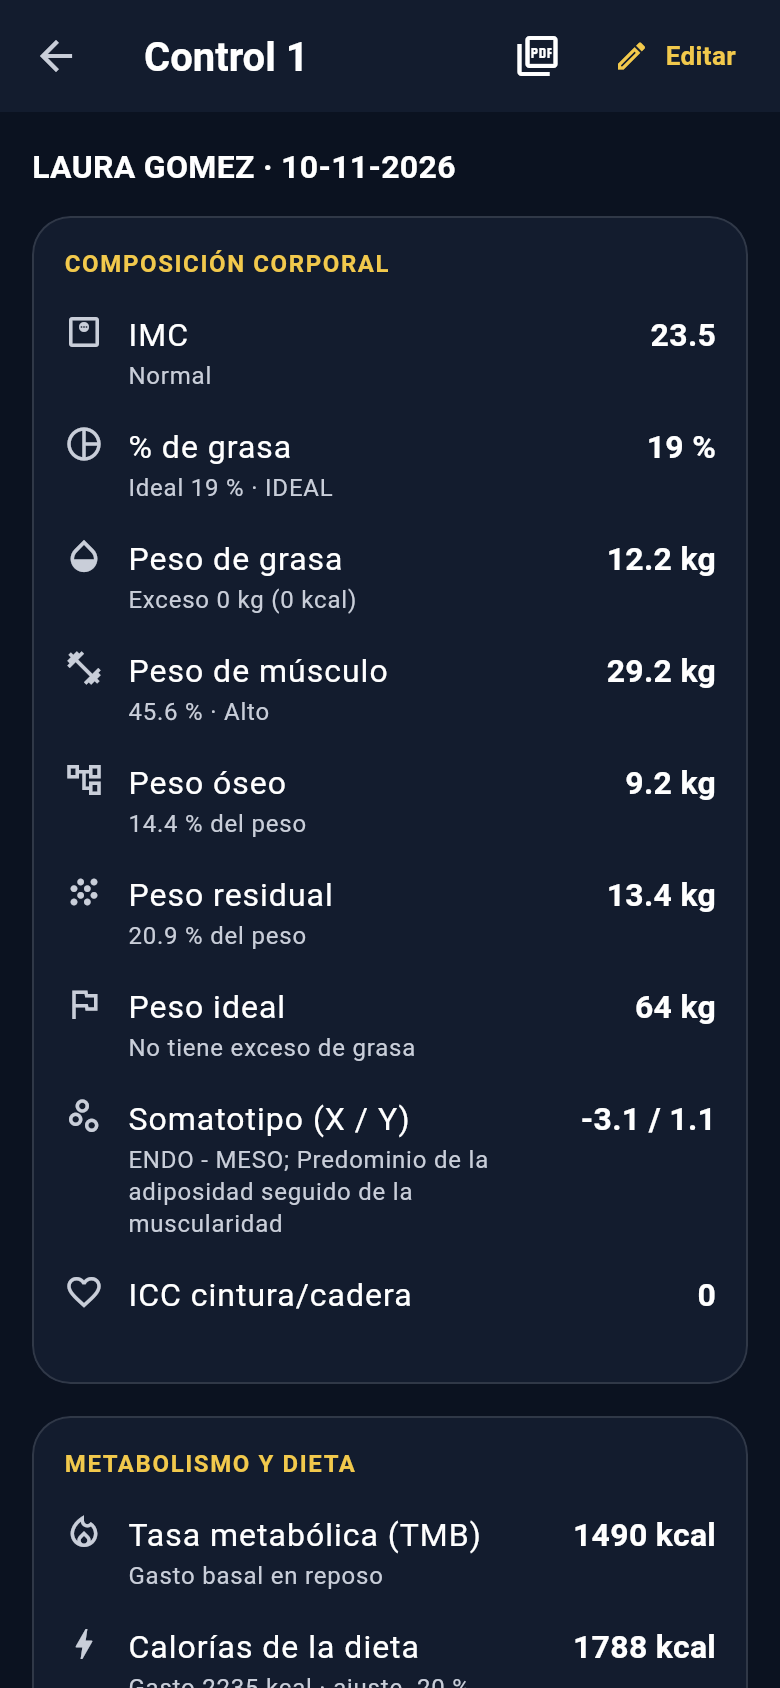 Control 1
PDF
Editar
LAURA GOMEZ · 10-11-2026
COMPOSICIÓN CORPORAL
IMC
23.5
Normal
% de grasa
19 %
Ideal 19 % · IDEAL
Peso de grasa
12.2 kg
Exceso 0 kg (0 kcal)
Peso de músculo
29.2 kg
45.6 % · Alto
Peso óseo
9.2 kg
14.4 % del peso
Peso residual
13.4 kg
20.9 % del peso
Peso ideal
64 kg
No tiene exceso de grasa
Somatotipo (X / Y)
-3.1 / 1.1
ENDO - MESO; Predominio de la
adiposidad seguido de la
muscularidad
ICC cintura/cadera
0
METABOLISMO Y DIETA
Tasa metabólica (TMB)
1490 kcal
Gasto basal en reposo
Calorías de la dieta
1788 kcal
Gasto 2235 kcal · ajuste -20 %